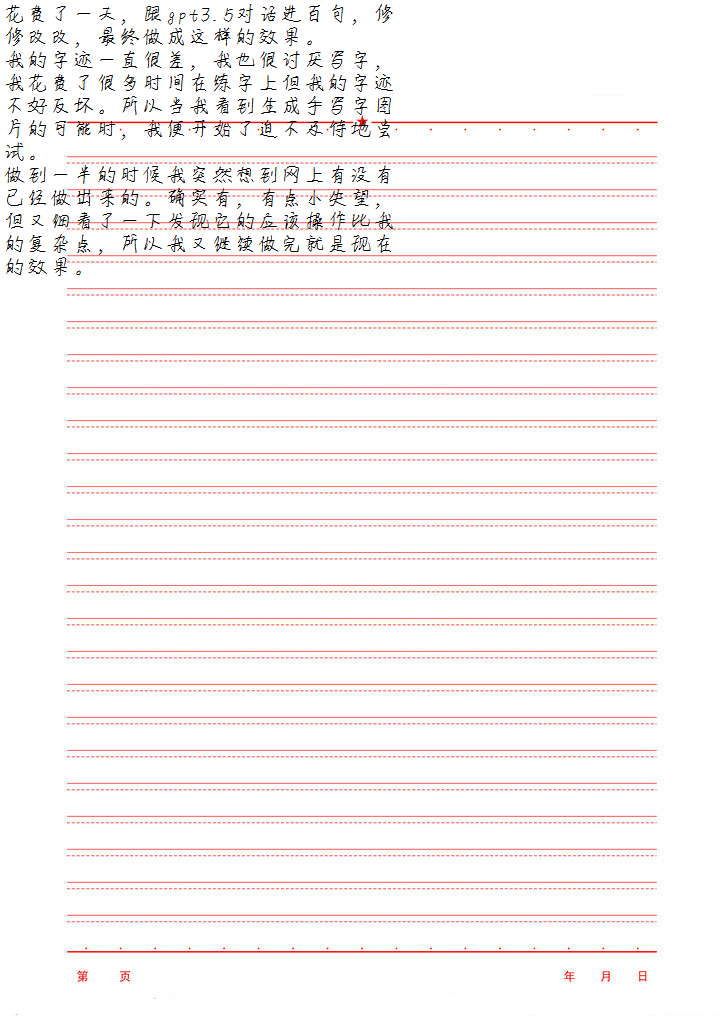 花费了一天，跟gpt3.5对话进百句，修
修改改，最终做成这样的效果。
我的字迹一直很差，我也很讨厌写字，
我花费了很多时间在练字上但我的字迹
不好反坏。所以当我看到生成手写字图
片的可能时，我便开始了迫不及待地尝
试。
做到一半的时候我突然想到网上有没有
已经做出来的。确实有，有点小失望，
但又细看了一下发现它的应该操作比我
的复杂点，所以我又继续做完就是现在
的效果。
第 页 年 月 日